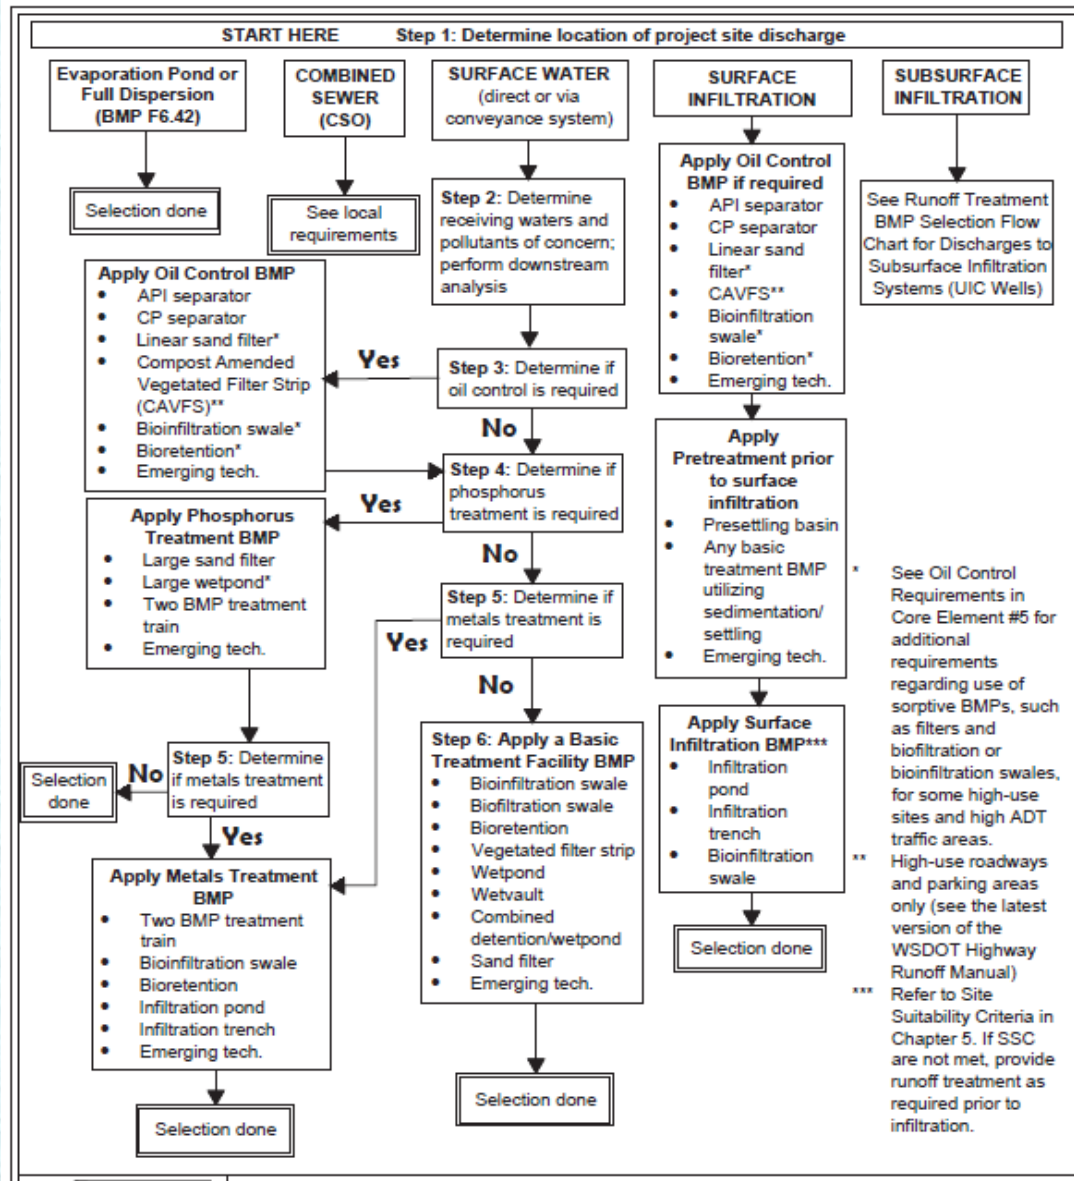 START HERE Step 1: Determine location of project site discharge
Evaporation Pond or
Full Dispersion
(BMP F6.42)
Selection done
COMBINED
SEWER
(CSO)
See local
requirements
SURFACE WATER
(direct or via
conveyance system)
Step 2: Determine
receiving waters and
pollutants of concern;
perform downstream
analysis
Step 3: Determine if
oil control is required
Yes
No
Apply Oil Control BMP
• API separator
• CP separator
• Linear sand filter*
• Compost Amended
Vegetated Filter Strip
(CAVFS)**
• Bioinfiltration swale*
• Bioretention*
• Emerging tech.
Step 4: Determine if
phosphorus
treatment is required
Yes
No
Apply Phosphorus
Treatment BMP
• Large sand filter
• Large wetpond*
• Two BMP treatment
train
• Emerging tech.
Step 5: Determine if
metals treatment is
required
Yes
No
Step 5: Determine
if metals treatment
is required
No
Selection
done
Yes
Apply Metals Treatment
BMP
• Two BMP treatment
train
• Bioinfiltration swale
• Bioretention
• Infiltration pond
• Infiltration trench
• Emerging tech.
Selection done
Step 6: Apply a Basic
Treatment Facility BMP
• Bioinfiltration swale
• Biofiltration swale
• Bioretention
• Vegetated filter strip
• Wetpond
• Wetvault
• Combined
detention/wetpond
• Sand filter
• Emerging tech.
Selection done
SURFACE
INFILTRATION
Apply Oil Control
BMP if required
• API separator
• CP separator
• Linear sand
filter*
• CAVFS**
• Bioinfiltration
swale*
• Bioretention*
• Emerging tech.
Apply
Pretreatment prior
to surface
infiltration
• Presettling basin
• Any basic
treatment BMP
utilizing
sedimentation/
settling
• Emerging tech.
Apply Surface
Infiltration BMP***
• Infiltration
pond
• Infiltration
trench
• Bioinfiltration
swale
Selection done
SUBSURFACE
INFILTRATION
See Runoff Treatment
BMP Selection Flow
Chart for Discharges to
Subsurface Infiltration
Systems (UIC Wells)
* See Oil Control
Requirements in
Core Element #5 for
additional
requirements
regarding use of
sorptive BMPs, such
as filters and
biofiltration or
bioinfiltration swales,
for some high-use
sites and high ADT
traffic areas.
** High-use roadways
and parking areas
only (see the latest
version of the
WSDOT Highway
Runoff Manual)
*** Refer to Site
Suitability Criteria in
Chapter 5. If SSC
are not met, provide
runoff treatment as
required prior to
infiltration.